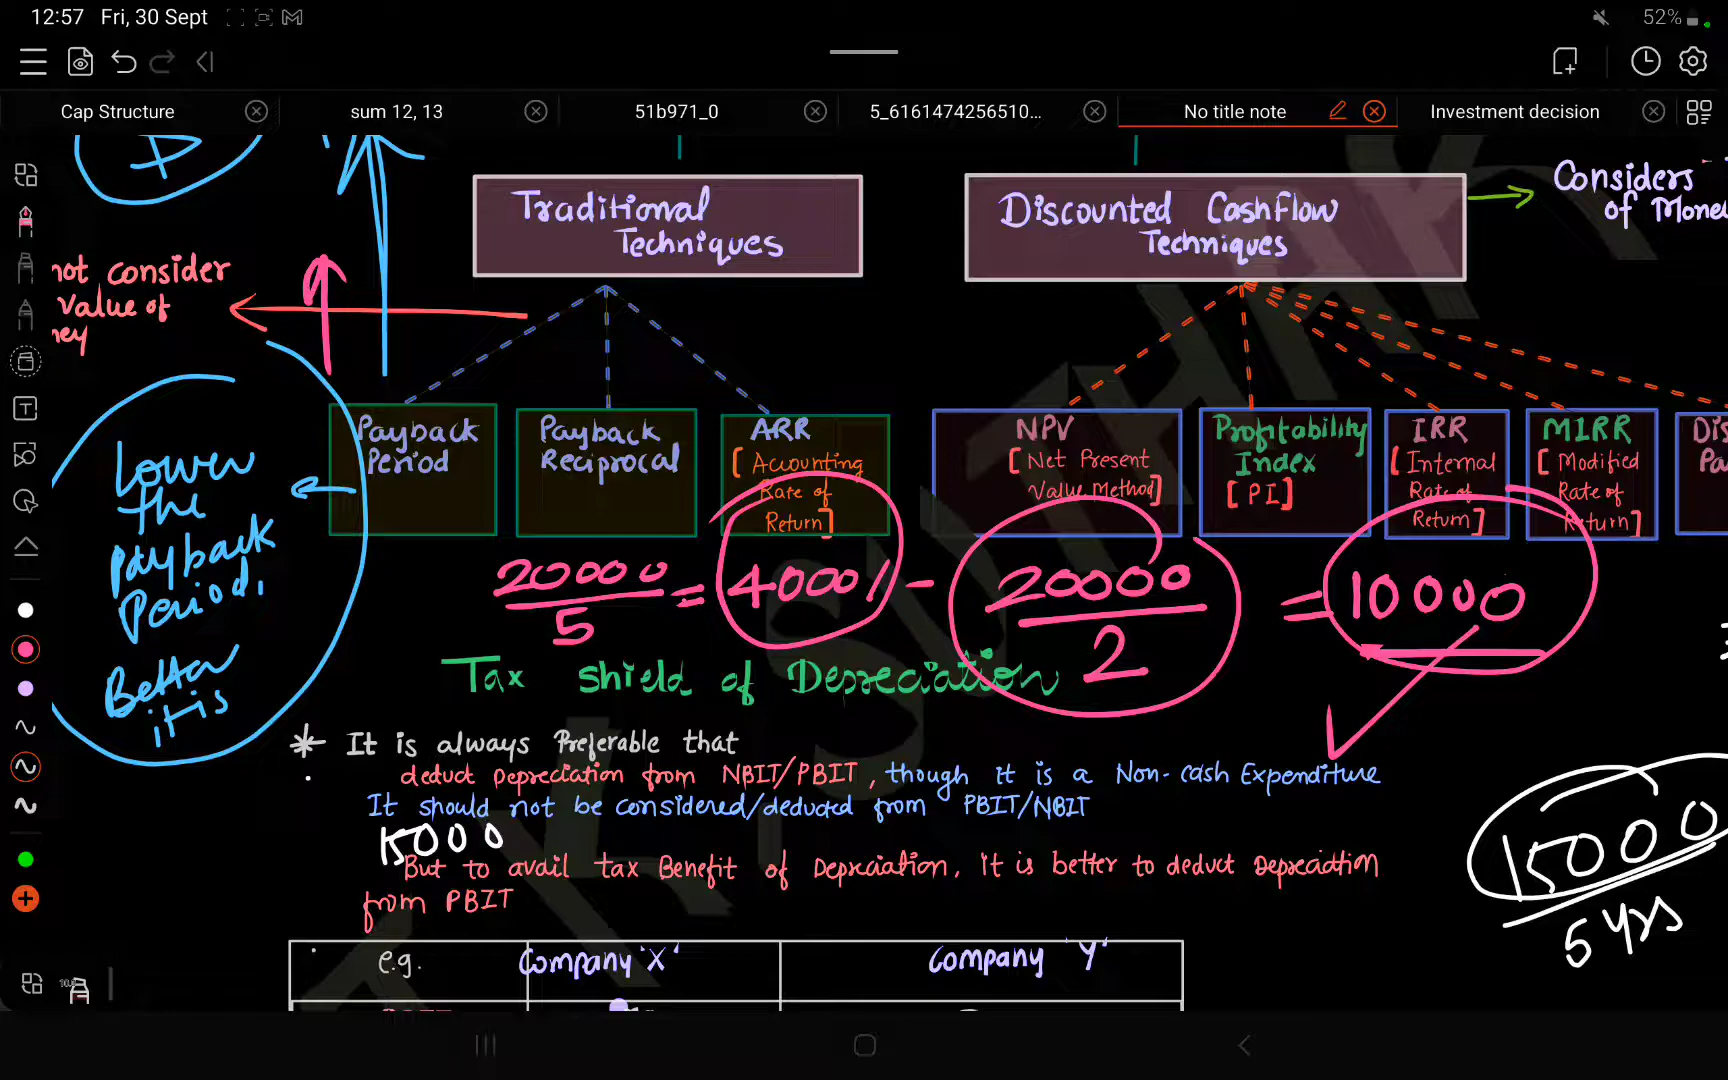 12:57 Fri, 30 Sept
52%
Cap Structure
sum 12, 13
51b971_0
5_6161474256510...
No title note
Investment decision
Traditional
Techniques
Discounted Cashflow
Techniques
Considers
of Mone
not consider
value of
ney
Payback
Period
Payback
Reciprocal
ARR
[Accounting
Rate of
Return]
NPV
[Net Present
Value Method]
Profitability
Index
[PI]
IRR
[Internal
Rate of
Return]
MIRR
[Modified
Rate of
Return]
Dis
Pa
Lower
the
Payback
Period,
Better
it is
20000/5 = 4000/-
20000/2 = 10000
Tax shield of Depreciation
* It is always Preferable that
deduct Depreciation from NBIT/PBIT, though it is a Non-cash Expenditure
It should not be considered/deducted from PBIT/NBIT
15000
But to avail tax Benefit of Depreciation, it is better to deduct Depreciation
from PBIT
15000
5 yrs
e.g.
Company 'X'
Company 'Y'